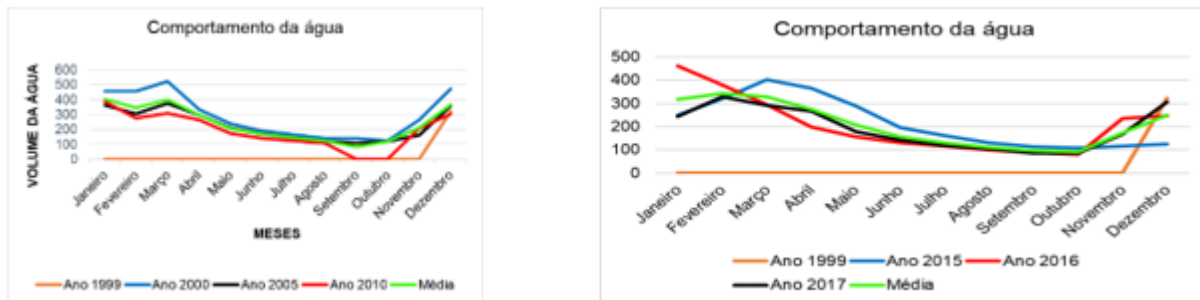 Comportamento da água
VOLUME DA ÁGUA
600
500
400
300
200
100
0
Janeiro
Fevereiro
Março
Abril
Maio
Junho
Julho
Agosto
Setembro
Outubro
Novembro
Dezembro
MESES
Ano 1999 Ano 2000 Ano 2005 Ano 2010 Média
Comportamento da água
500
400
300
200
100
0
Janeiro
Fevereiro
Março
Abril
Maio
Junho
Julho
Agosto
Setembro
Outubro
Novembro
Dezembro
Ano 1999 Ano 2015 Ano 2016
Ano 2017 Média